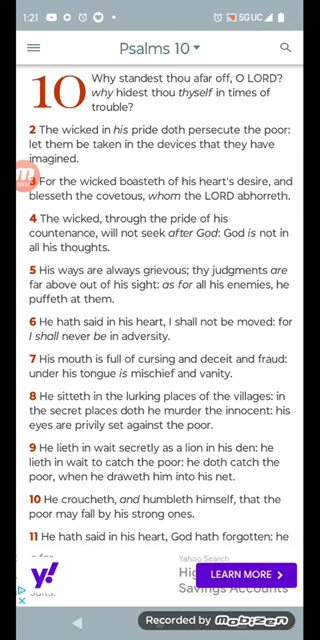 1:21
5G UC
Psalms 10
10 Why standest thou afar off, O LORD?
why hidest thou thyself in times of
trouble?
2 The wicked in his pride doth persecute the poor:
let them be taken in the devices that they have
imagined.
3 For the wicked boasteth of his heart's desire, and
blesseth the covetous, whom the LORD abhorreth.
4 The wicked, through the pride of his
countenance, will not seek after God: God is not in
all his thoughts.
5 His ways are always grievous; thy judgments are
far above out of his sight: as for all his enemies, he
puffeth at them.
6 He hath said in his heart, I shall not be moved: for
I shall never be in adversity.
7 His mouth is full of cursing and deceit and fraud:
under his tongue is mischief and vanity.
8 He sitteth in the lurking places of the villages: in
the secret places doth he murder the innocent: his
eyes are privily set against the poor.
9 He lieth in wait secretly as a lion in his den: he
lieth in wait to catch the poor: he doth catch the
poor, when he draweth him into his net.
10 He croucheth, and humbleth himself, that the
poor may fall by his strong ones.
11 He hath said in his heart, God hath forgotten: he
Yahoo Search
y!
LEARN MORE >
Savings Accounts
Recorded by mobizen